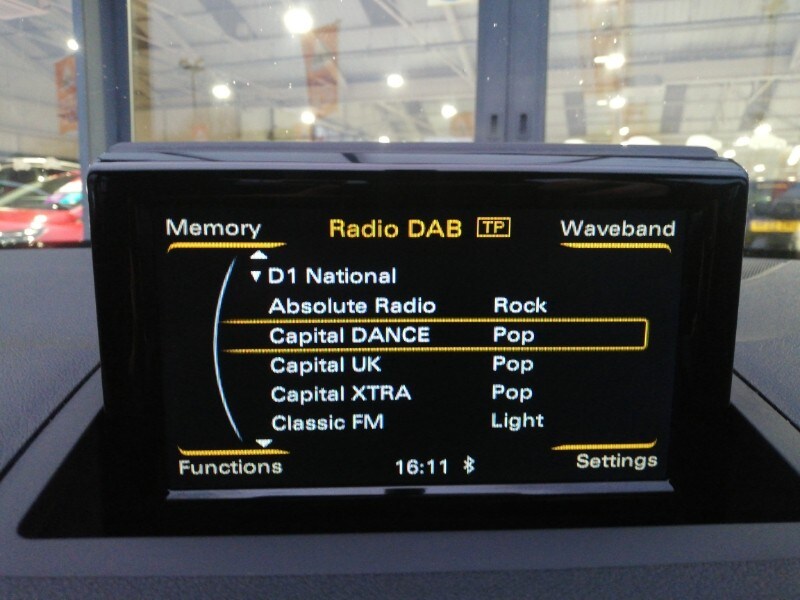 Memory Radio DAB TP Waveband
D1 National
Absolute Radio Rock
Capital DANCE Pop
Capital UK Pop
Capital XTRA Pop
Classic FM Light
Functions 16:11 Settings